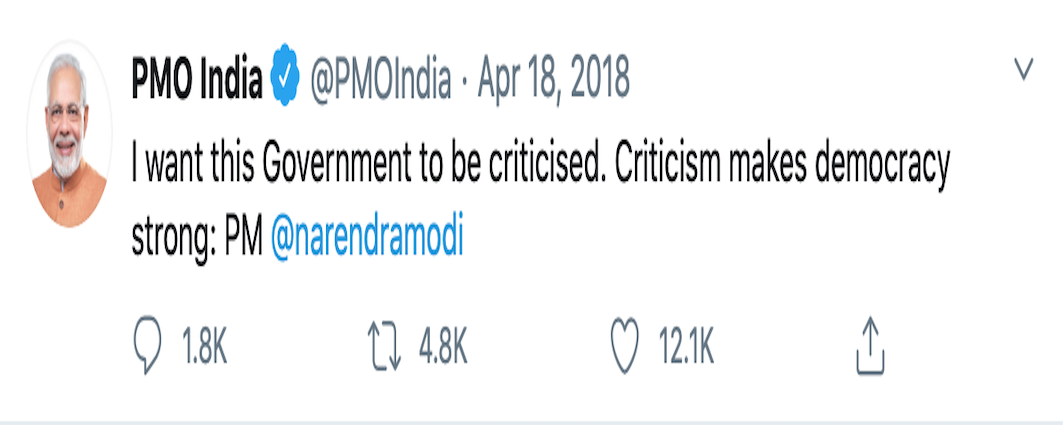 PMO India @PMOIndia · Apr 18, 2018
I want this Government to be criticised. Criticism makes democracy
strong: PM @narendramodi
1.8K 4.8K 12.1K